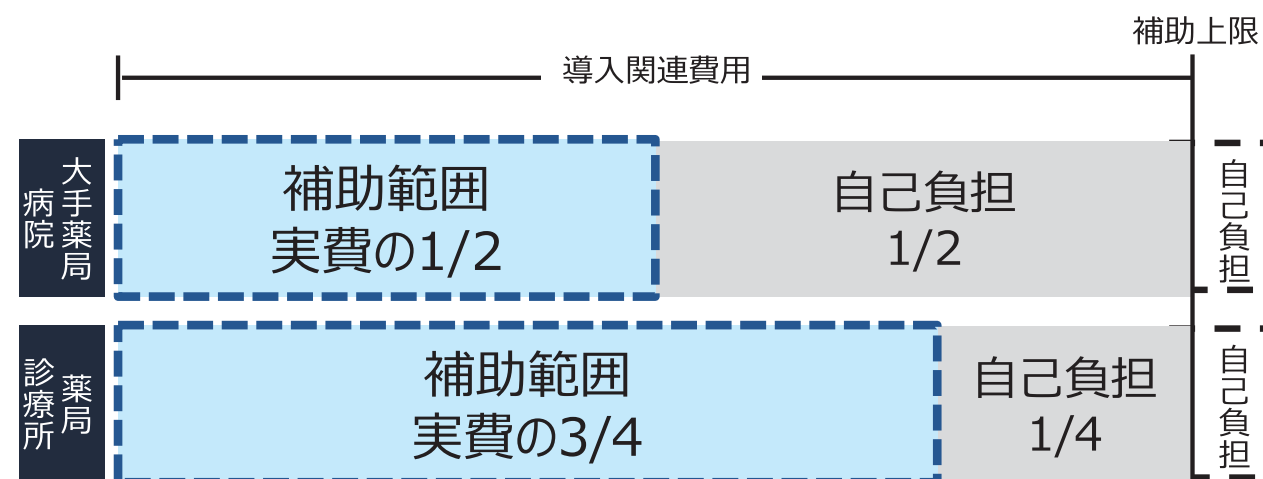 補助上限
導入関連費用
大手薬局
病院
補助範囲
実費の1/2
自己負担
1/2
自己負担
薬局
診療所
補助範囲
実費の3/4
自己負担
1/4
自己負担